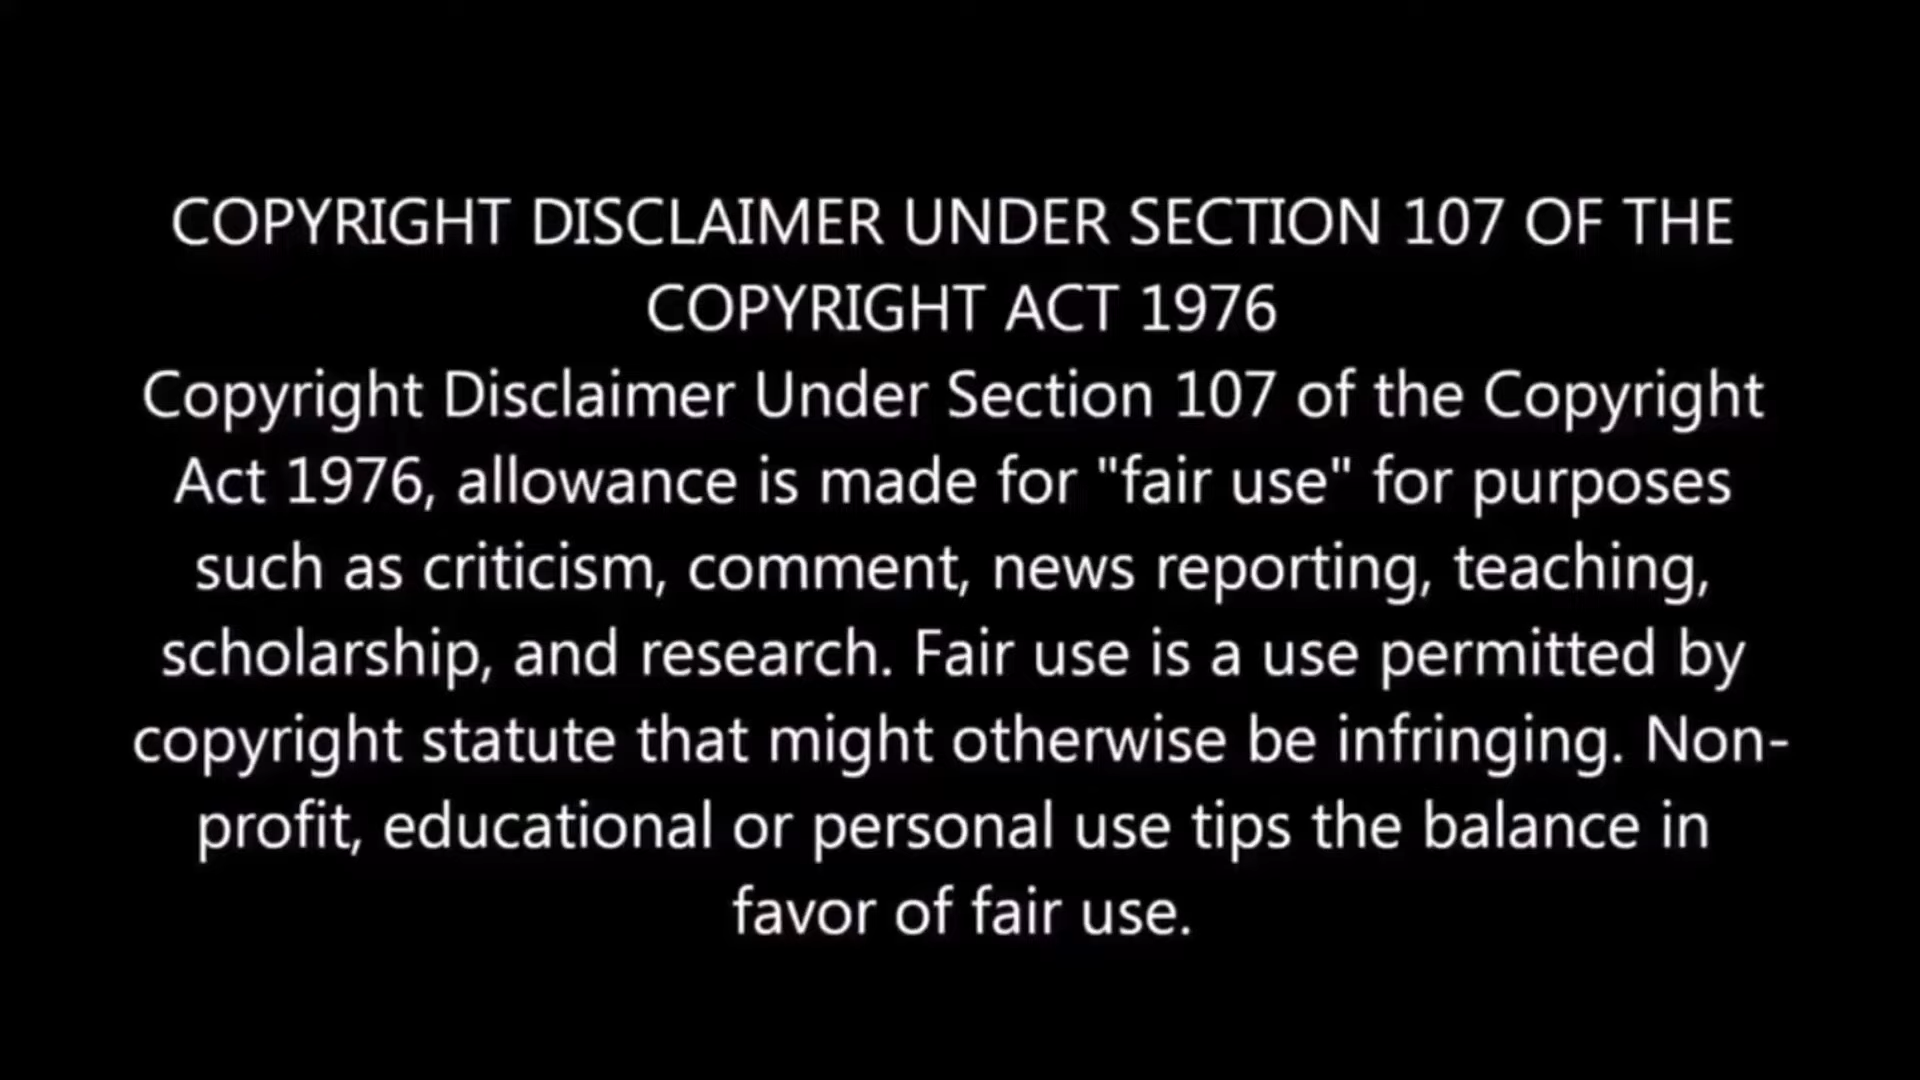 COPYRIGHT DISCLAIMER UNDER SECTION 107 OF THE
COPYRIGHT ACT 1976
Copyright Disclaimer Under Section 107 of the Copyright
Act 1976, allowance is made for "fair use" for purposes
such as criticism, comment, news reporting, teaching,
scholarship, and research. Fair use is a use permitted by
copyright statute that might otherwise be infringing. Non-
profit, educational or personal use tips the balance in
favor of fair use.